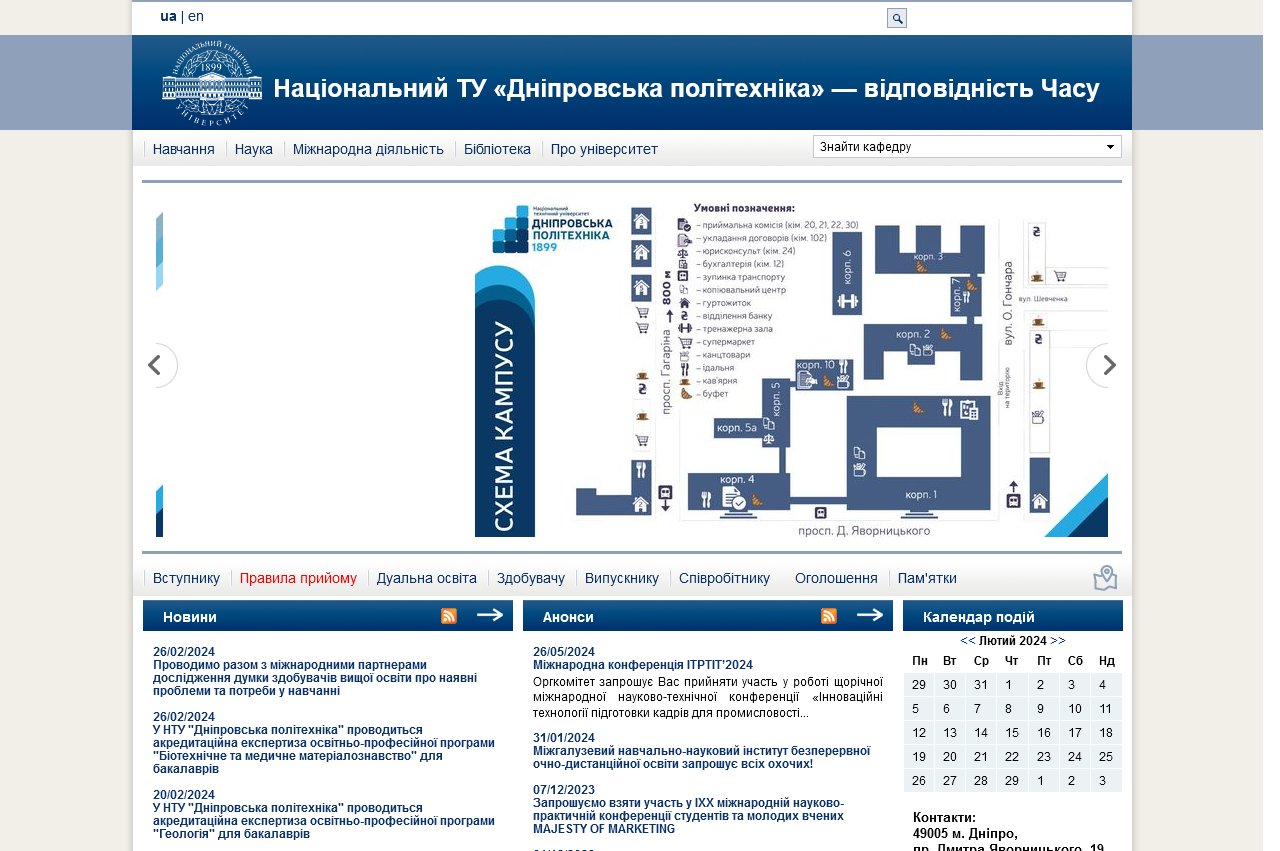 ua | en
НАЦІОНАЛЬНИЙ ГІРНИЧИЙ
1899
УНІВЕРСИТЕТ
Національний ТУ «Дніпровська політехніка» — відповідність Часу
Навчання
Наука
Міжнародна діяльність
Бібліотека
Про університет
Знайти кафедру
Національний
технічний університет
ДНІПРОВСЬКА
ПОЛІТЕХНІКА
1899
СХЕМА КАМПУСУ
Умовні позначення:
– приймальна комісія (кім. 20, 21, 22, 30)
– укладання договорів (кім. 102)
– юрисконсульт (кім. 24)
– бухгалтерія (кім. 12)
– зупинка транспорту
– копіювальний центр
– гуртожиток
– відділення банку
– тренажерна зала
– супермаркет
– канцтовари
– їдальня
– кав'ярня
– буфет
просп. Гагаріна
800 м
корп. 6
корп. 3
корп. 7
корп. 2
корп. 10
корп. 5
корп. 5а
корп. 4
корп. 1
вул. О. Гончара
вул. Шевченка
Вхід
на територію
просп. Д. Яворницького
Вступнику
Правила прийому
Дуальна освіта
Здобувачу
Випускнику
Співробітнику
Оголошення
Пам'ятки
Новини
26/02/2024
Проводимо разом з міжнародними партнерами
дослідження думки здобувачів вищої освіти про наявні
проблеми та потреби у навчанні
26/02/2024
У НТУ "Дніпровська політехніка" проводиться
акредитаційна експертиза освітньо-професійної програми
"Біотехнічне та медичне матеріалознавство" для
бакалаврів
20/02/2024
У НТУ "Дніпровська політехніка" проводиться
акредитаційна експертиза освітньо-професійної програми
"Геологія" для бакалаврів
Анонси
26/05/2024
Міжнародна конференція ІТРТІТ’2024
Оргкомітет запрошує Вас прийняти участь у роботі щорічної
міжнародної науково-технічної конференції «Інноваційні
технології підготовки кадрів для промисловості...
31/01/2024
Міжгалузевий навчально-науковий інститут безперервної
очно-дистанційної освіти запрошує всіх охочих!
07/12/2023
Запрошуємо взяти участь у IXX міжнародній науково-
практичній конференції студентів та молодих вчених
MAJESTY OF MARKETING
Календар подій
<< Лютий 2024 >>
Пн Вт Ср Чт Пт Сб Нд
29 30 31 1 2 3 4
5 6 7 8 9 10 11
12 13 14 15 16 17 18
19 20 21 22 23 24 25
26 27 28 29 1 2 3
Контакти:
49005 м. Дніпро,
пр. Дмитра Яворницького, 19